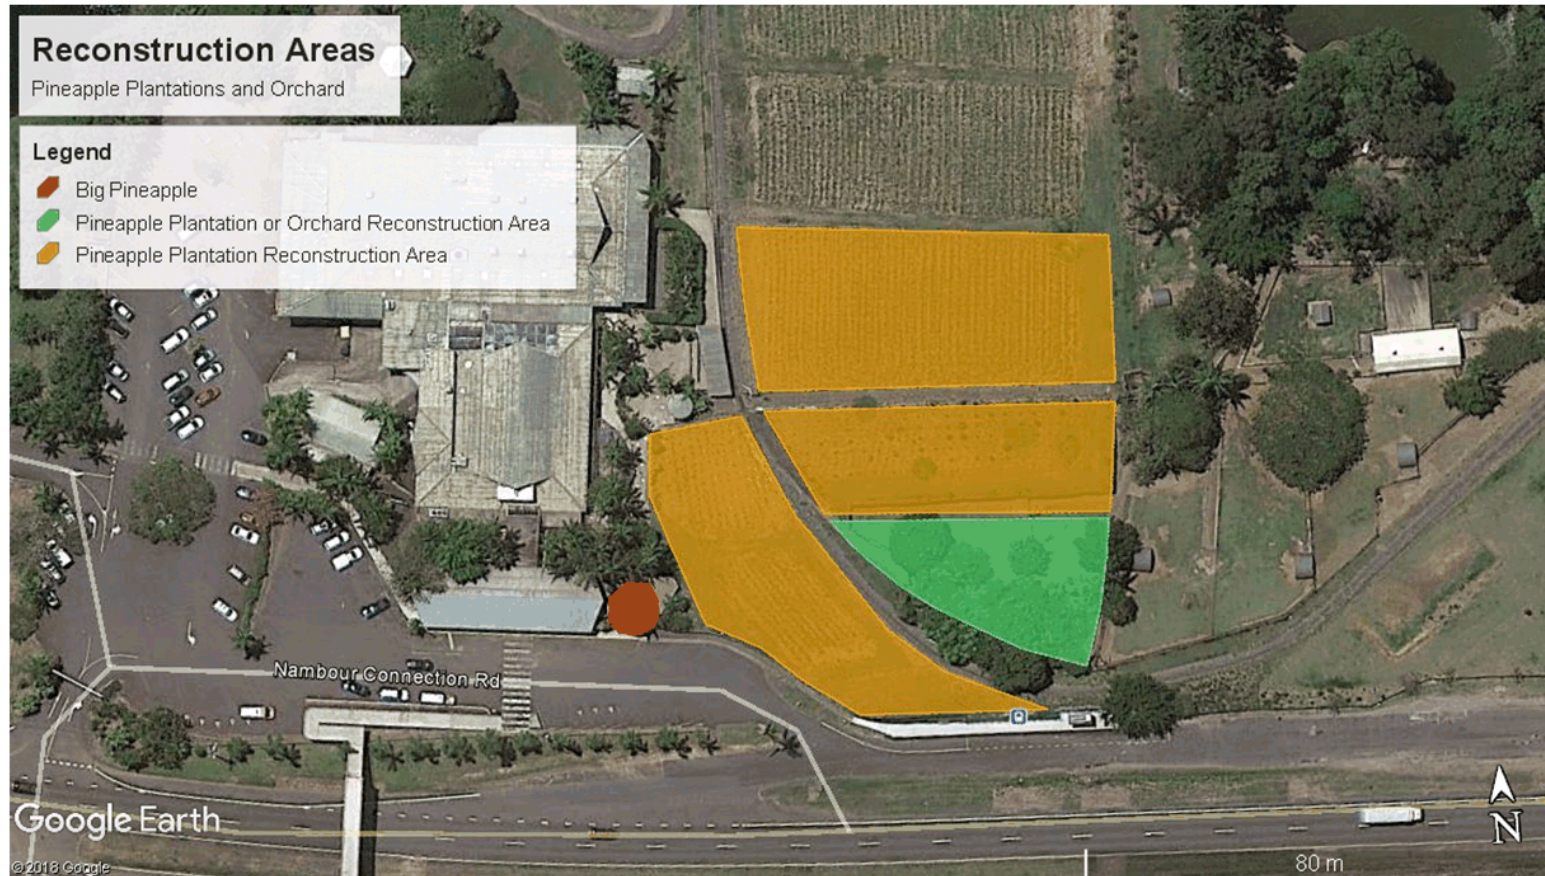 Reconstruction Areas
Pineapple Plantations and Orchard
Legend
Big Pineapple
Pineapple Plantation or Orchard Reconstruction Area
Pineapple Plantation Reconstruction Area
Nambour Connection Rd
Google Earth
N
©2018 Google
80 m